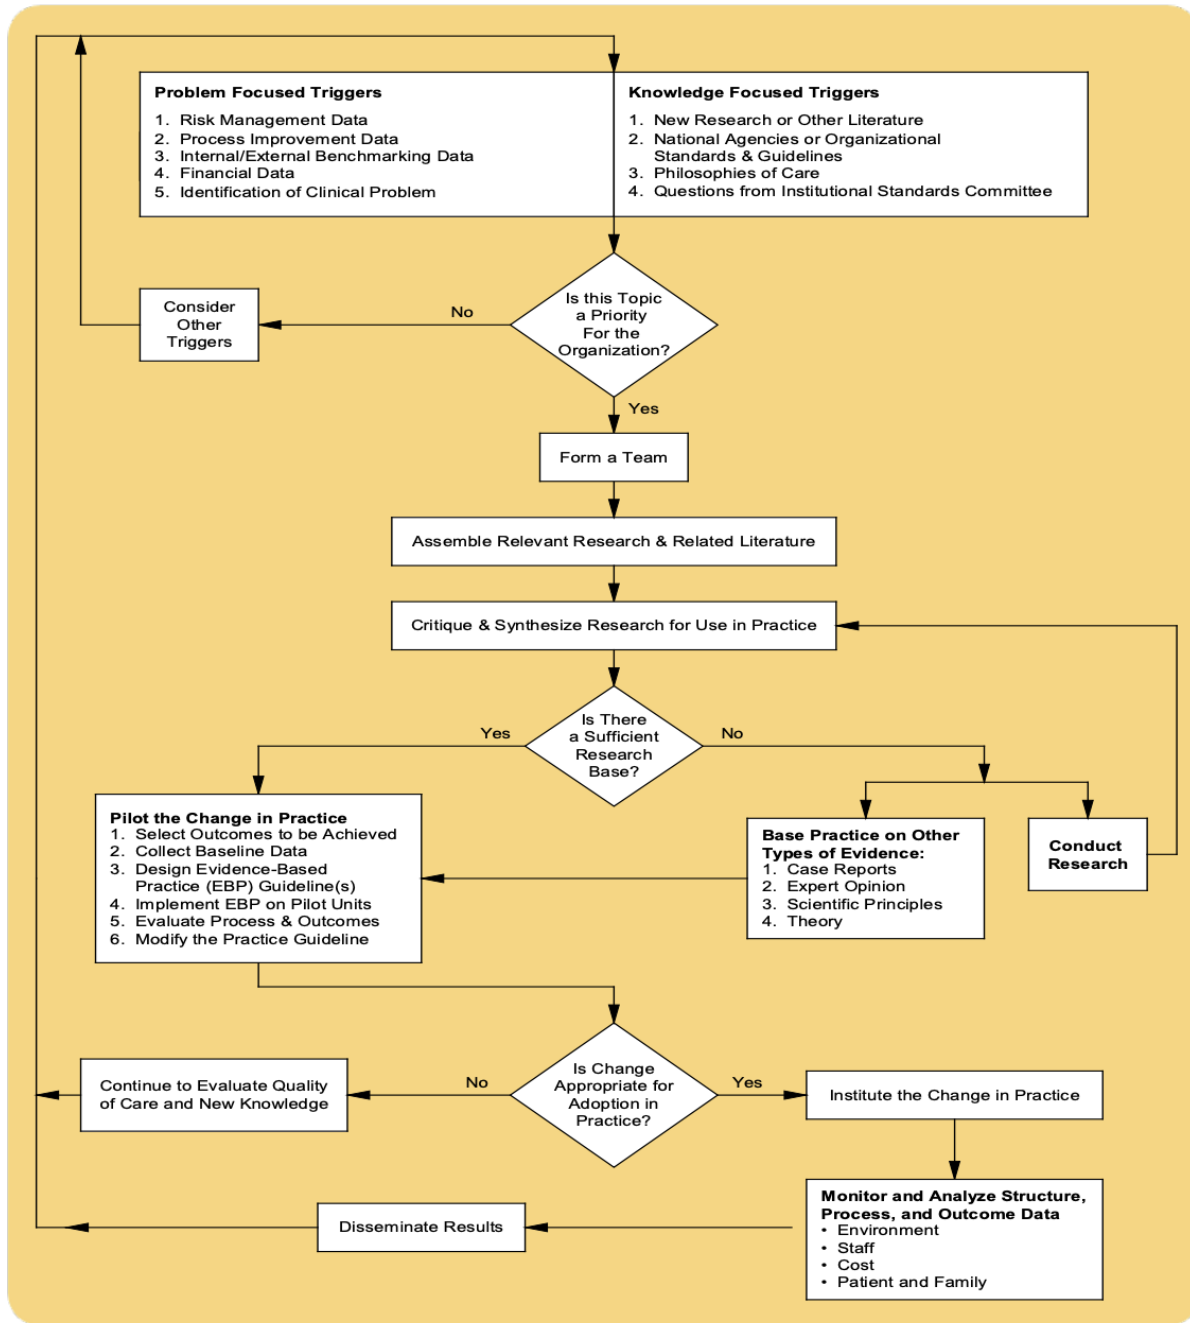 Problem Focused Triggers
1. Risk Management Data
2. Process Improvement Data
3. Internal/External Benchmarking Data
4. Financial Data
5. Identification of Clinical Problem
Knowledge Focused Triggers
1. New Research or Other Literature
2. National Agencies or Organizational
Standards & Guidelines
3. Philosophies of Care
4. Questions from Institutional Standards Committee
Consider
Other
Triggers
No
Is this Topic
a Priority
For the
Organization?
Yes
Form a Team
Assemble Relevant Research & Related Literature
Critique & Synthesize Research for Use in Practice
Yes
Is There
a Sufficient
Research
Base?
No
Pilot the Change in Practice
1. Select Outcomes to be Achieved
2. Collect Baseline Data
3. Design Evidence-Based
Practice (EBP) Guideline(s)
4. Implement EBP on Pilot Units
5. Evaluate Process & Outcomes
6. Modify the Practice Guideline
Base Practice on Other
Types of Evidence:
1. Case Reports
2. Expert Opinion
3. Scientific Principles
4. Theory
Conduct
Research
Continue to Evaluate Quality
of Care and New Knowledge
No
Is Change
Appropriate for
Adoption in
Practice?
Yes
Institute the Change in Practice
Disseminate Results
Monitor and Analyze Structure,
Process, and Outcome Data
• Environment
• Staff
• Cost
• Patient and Family